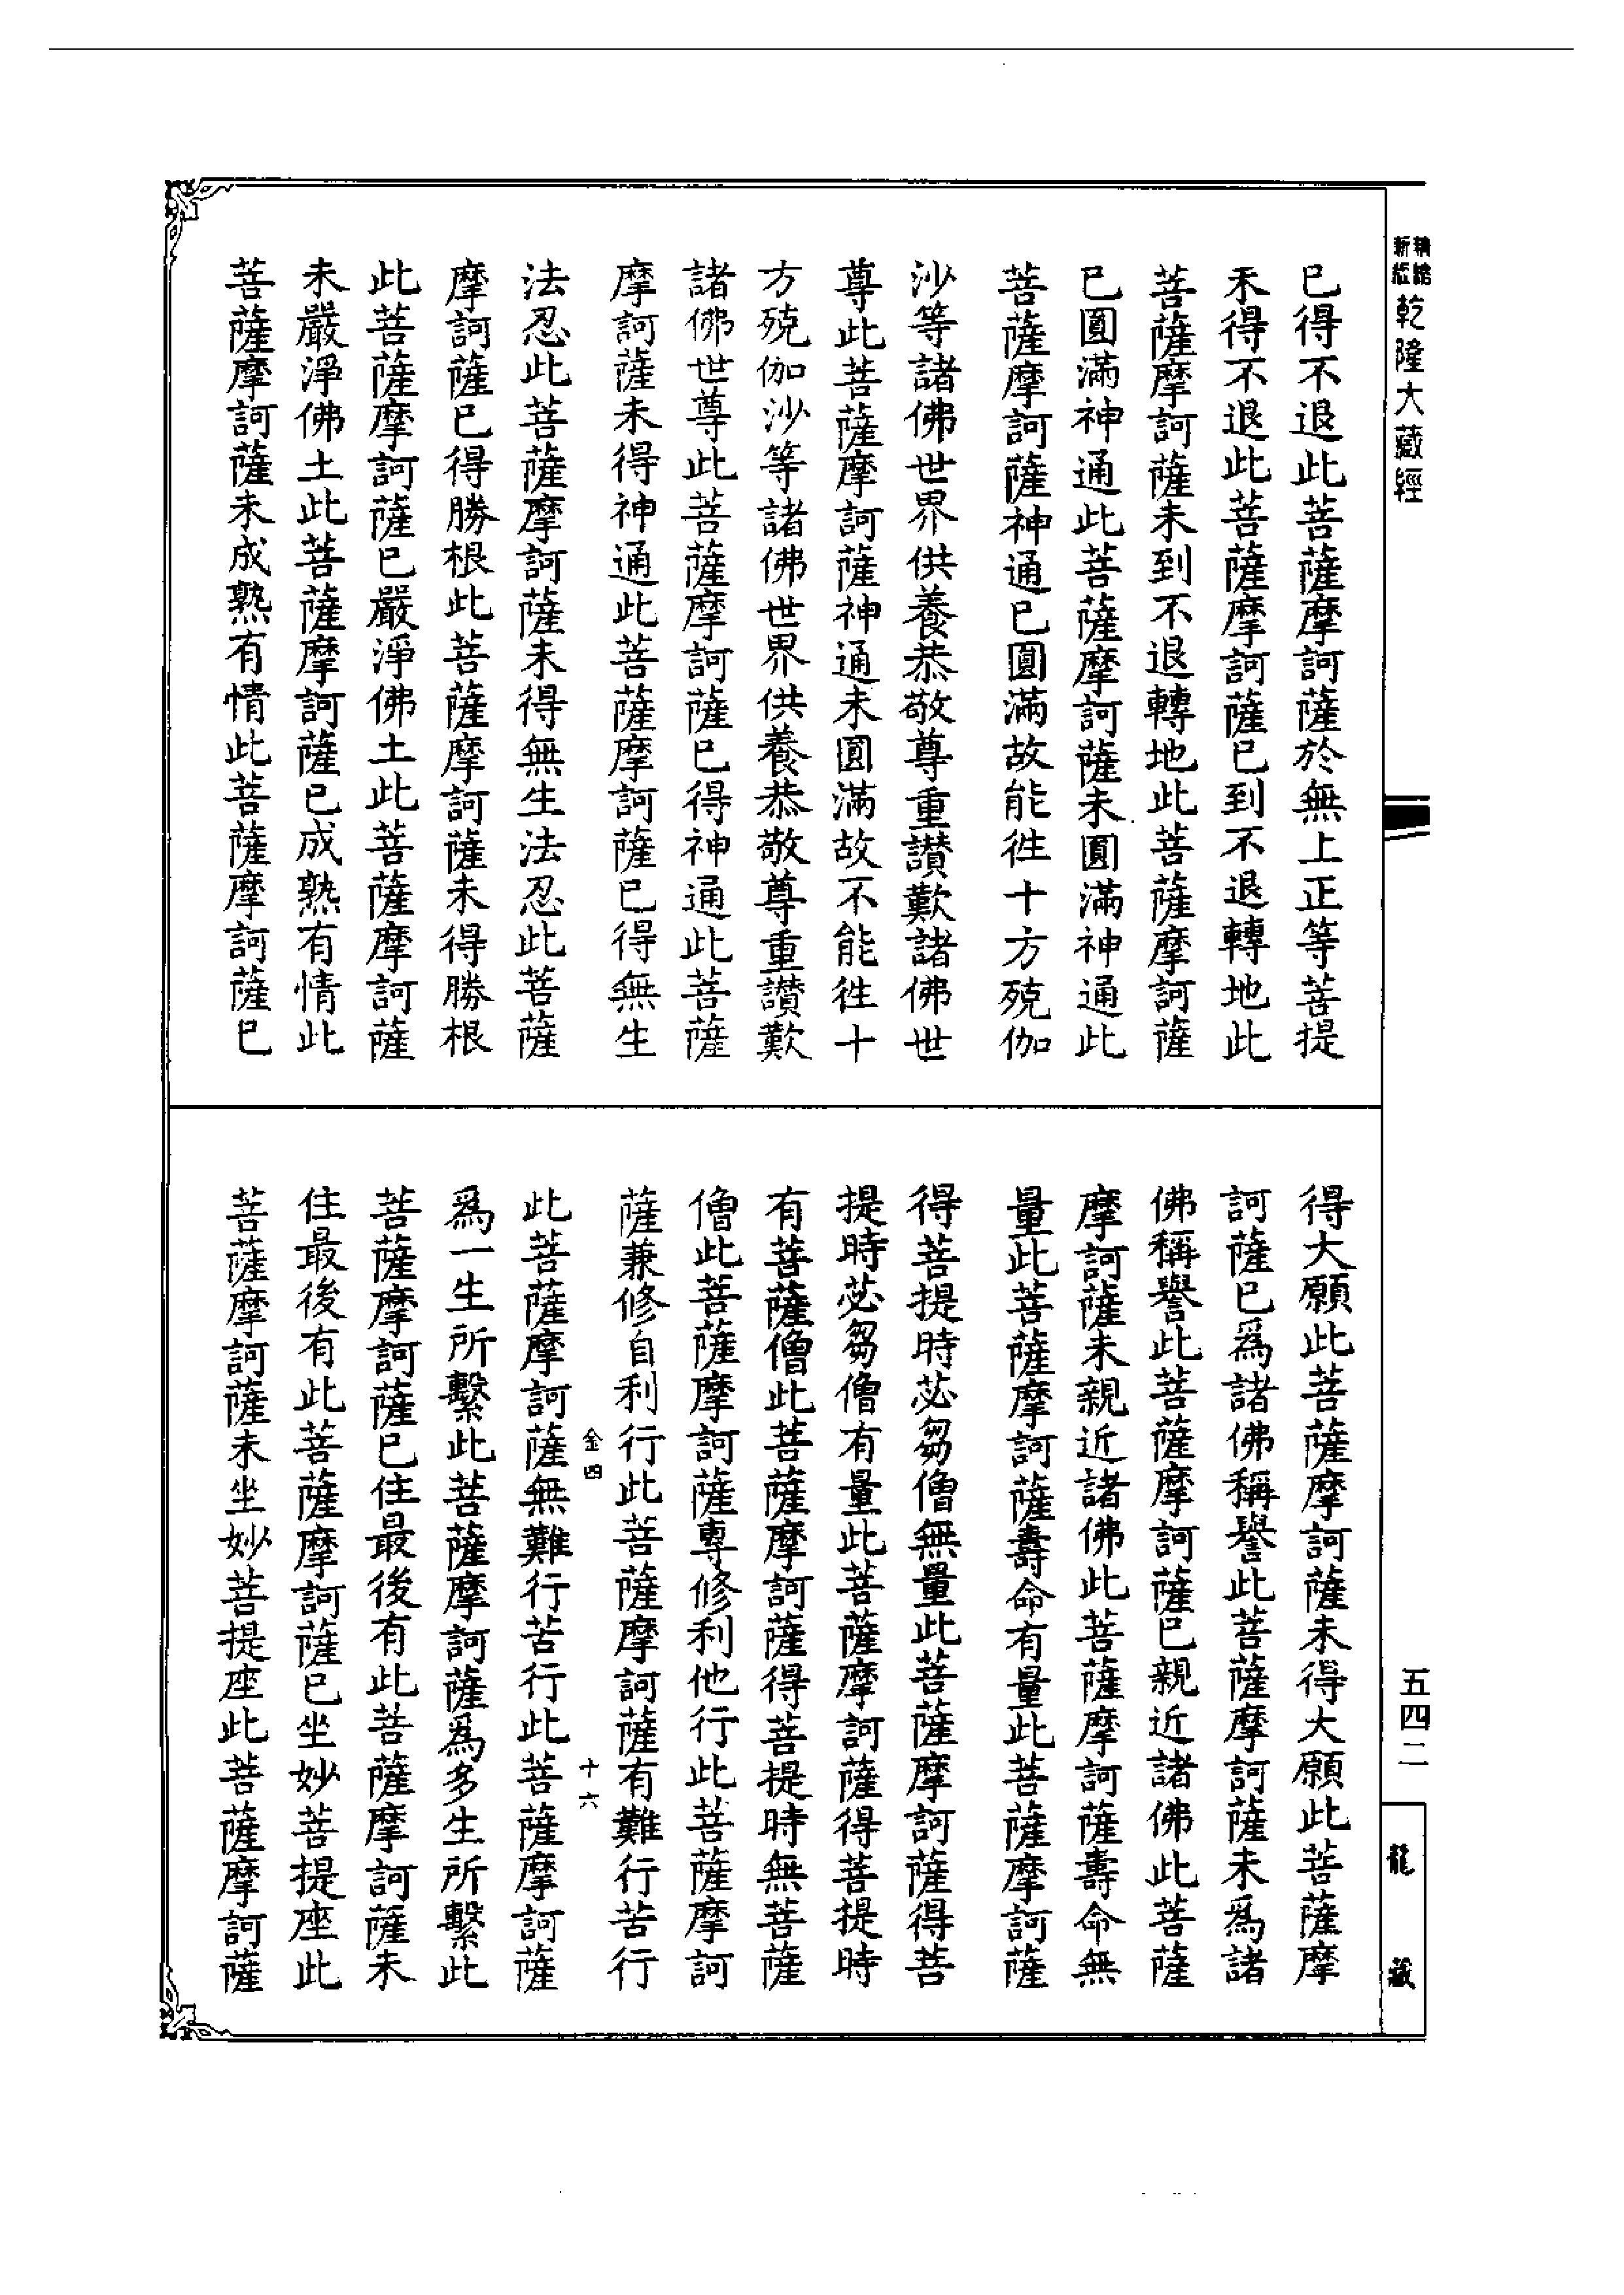 乾隆大藏經
五四二
龍藏
已得不退此菩薩摩訶薩於無上正等菩提
未得不退此菩薩摩訶薩已到不退轉地此
菩薩摩訶薩未到不退轉地此菩薩摩訶薩
已圓滿神通此菩薩摩訶薩未圓滿神通此
菩薩摩訶薩神通已圓滿故能徃十方殑伽
沙等諸佛世界供養恭敬尊重讃歎諸佛世
尊此菩薩摩訶薩神通未圓滿故不能徃十
方殑伽沙等諸佛世界供養恭敬尊重讃歎
諸佛世尊此菩薩摩訶薩已得神通此菩薩
摩訶薩未得神通此菩薩摩訶薩已得無生
法忍此菩薩摩訶薩未得無生法忍此菩薩
摩訶薩已得勝根此菩薩摩訶薩未得勝根
此菩薩摩訶薩已嚴淨佛土此菩薩摩訶薩
未嚴淨佛土此菩薩摩訶薩已成熟有情此
菩薩摩訶薩未成熟有情此菩薩摩訶薩已
得大願此菩薩摩訶薩未得大願此菩薩摩
訶薩已爲諸佛稱譽此菩薩摩訶薩未爲諸
佛稱譽此菩薩摩訶薩已親近諸佛此菩薩
摩訶薩未親近諸佛此菩薩摩訶薩壽命無
量此菩薩摩訶薩壽命有量此菩薩摩訶薩
得菩提時苾芻僧無量此菩薩摩訶薩得菩
提時苾芻僧有量此菩薩摩訶薩得菩提時
有菩薩僧此菩薩摩訶薩得菩提時無菩薩
僧此菩薩摩訶薩專修利他行此菩薩摩訶
薩兼修自利行此菩薩摩訶薩有難行苦行
金四 十六
此菩薩摩訶薩無難行苦行此菩薩摩訶薩
爲一生所繫此菩薩摩訶薩爲多生所繫此
菩薩摩訶薩已住最後有此菩薩摩訶薩未
住最後有此菩薩摩訶薩已坐妙菩提座此
菩薩摩訶薩未坐妙菩提座此菩薩摩訶薩